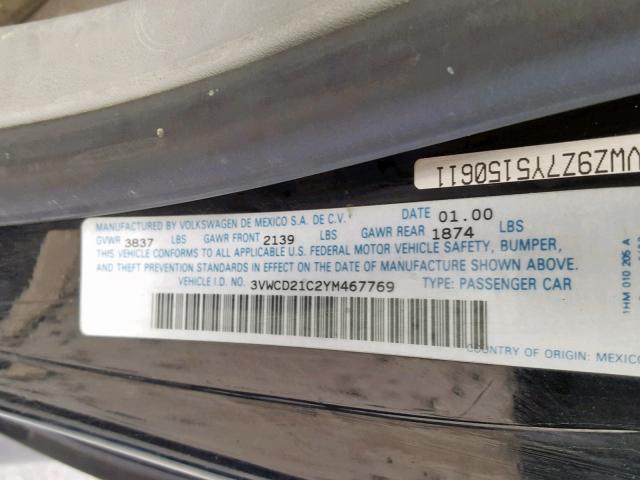 MANUFACTURED BY VOLKSWAGEN DE MEXICO S.A. DE C.V. DATE 01.00
GVWR 3837 LBS GAWR FRONT 2139 LBS GAWR REAR 1874 LBS
THIS VEHICLE CONFORMS TO ALL APPLICABLE U.S. FEDERAL MOTOR VEHICLE SAFETY, BUMPER,
AND THEFT PREVENTION STANDARDS IN EFFECT ON THE DATE OF MANUFACTURE SHOWN ABOVE.
VEHICLE I.D. NO. 3VWCD21C2YM467769 TYPE: PASSENGER CAR
COUNTRY OF ORIGIN: MEXICO
1HM 010 205 A
VWZ9Z7Y5150611